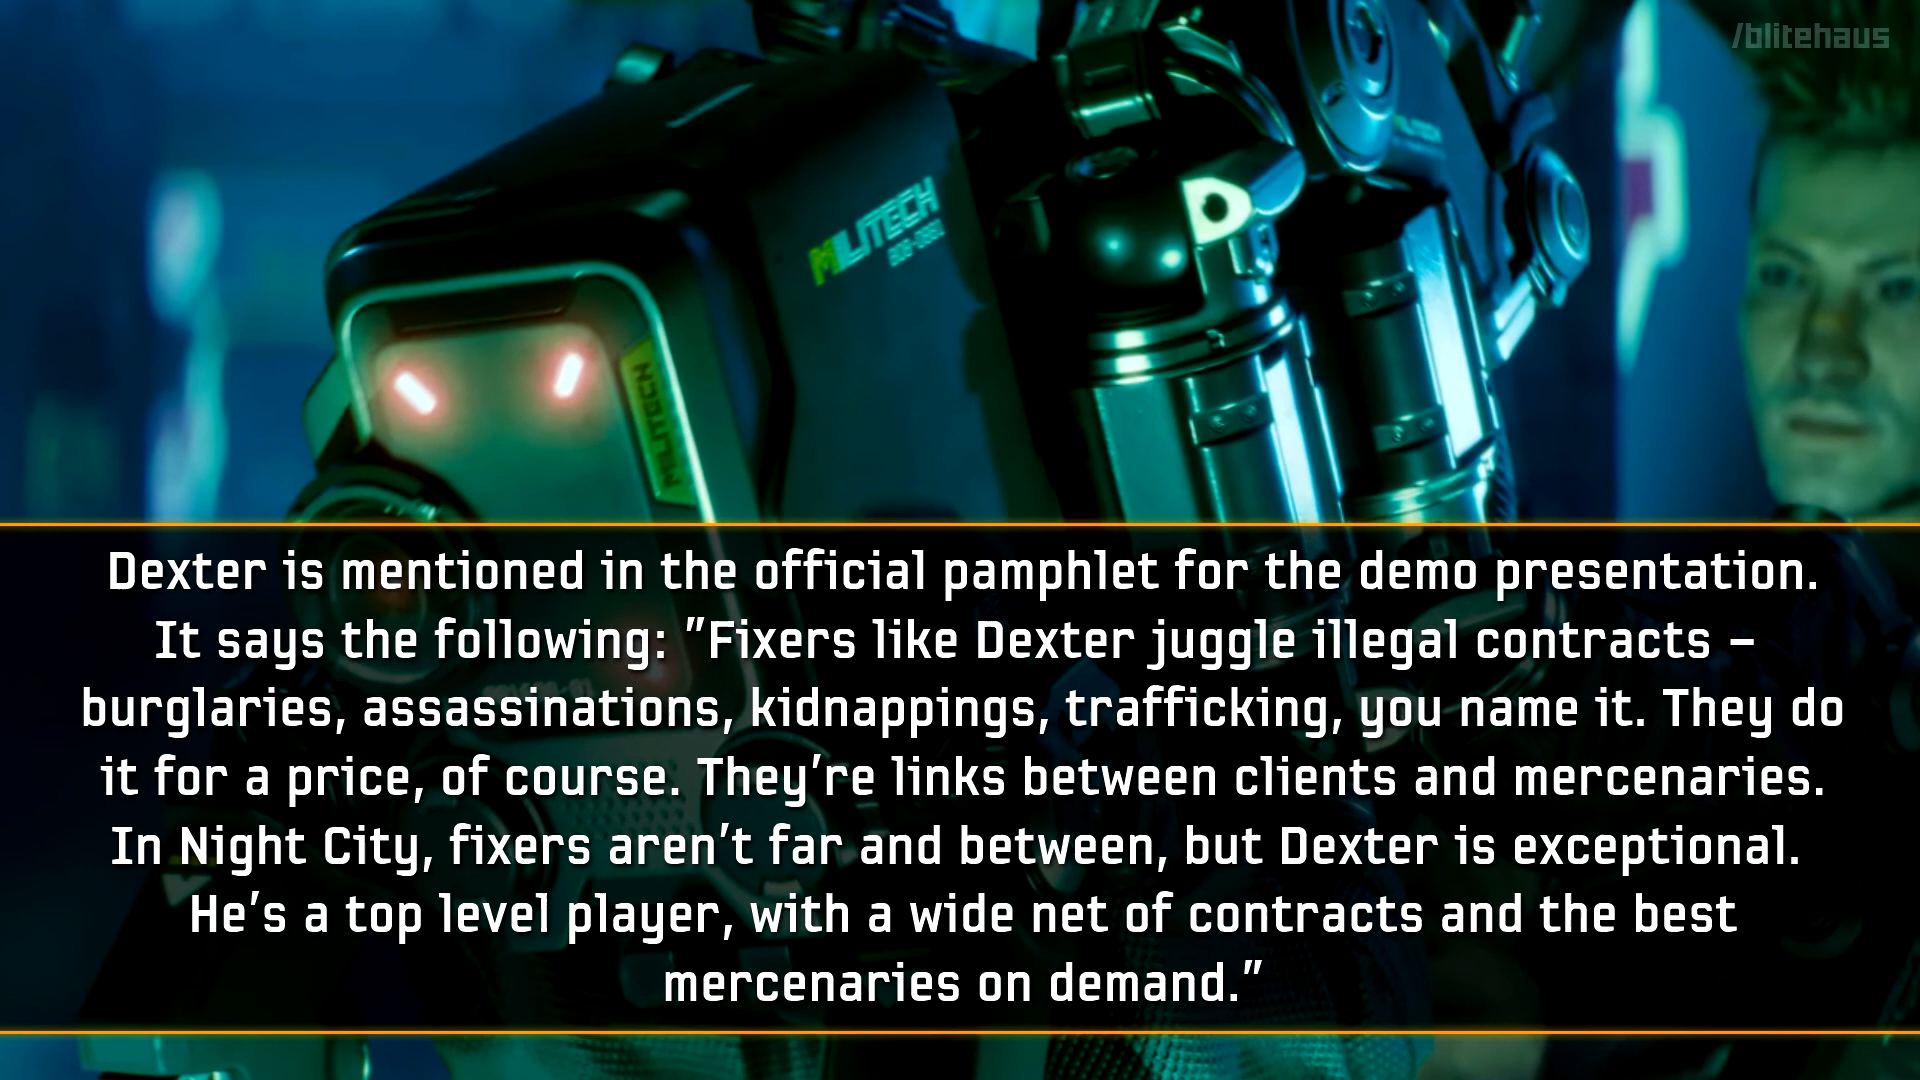 /blitehaus
MILITECH
MILITECH
MILITECH
Dexter is mentioned in the official pamphlet for the demo presentation.
It says the following: "Fixers like Dexter juggle illegal contracts –
burglaries, assassinations, kidnappings, trafficking, you name it. They do
it for a price, of course. They're links between clients and mercenaries.
In Night City, fixers aren't far and between, but Dexter is exceptional.
He's a top level player, with a wide net of contracts and the best
mercenaries on demand."